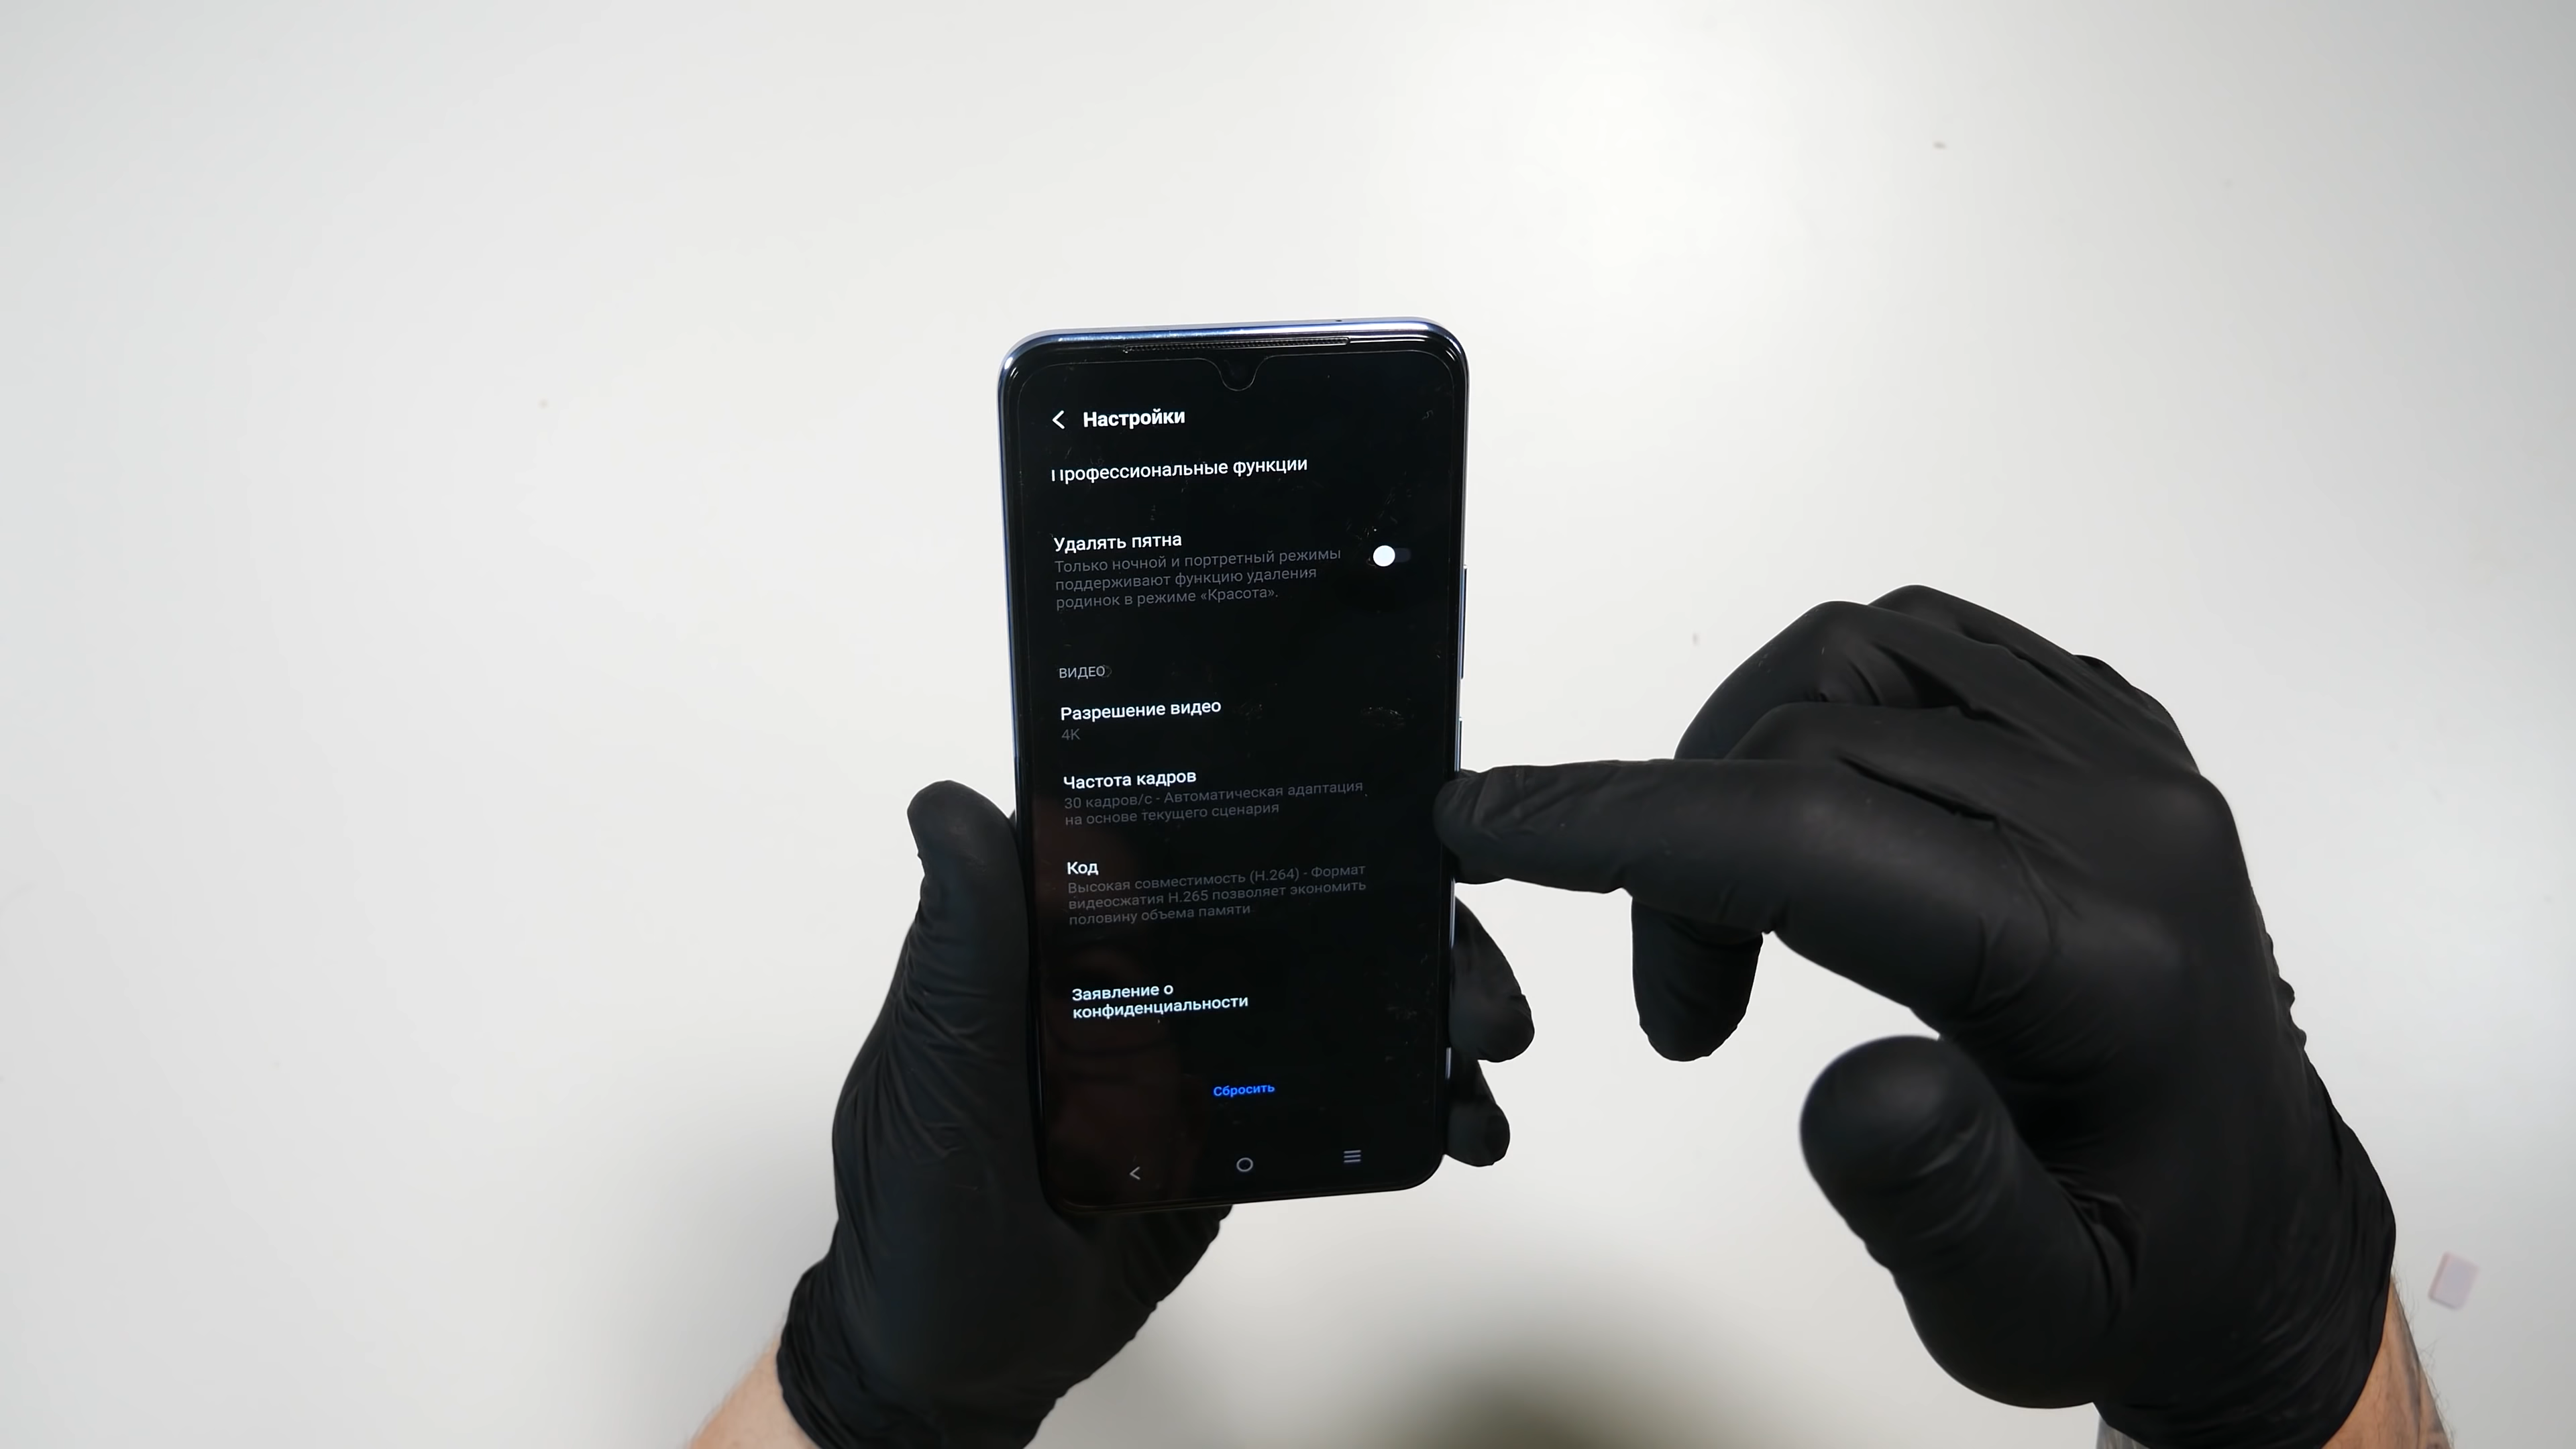 Настройки
Профессиональные функции
Удалять пятна
Только ночной и портретный режимы
поддерживают функцию удаления
родинок в режиме «Красота».
ВИДЕО
Разрешение видео
4K
Частота кадров
30 кадров/с - Автоматическая адаптация
на основе текущего сценария
Код
Высокая совместимость (H.264) - Формат
видеосжатия H.265 позволяет экономить
половину объема памяти
Заявление о
конфиденциальности
Сбросить